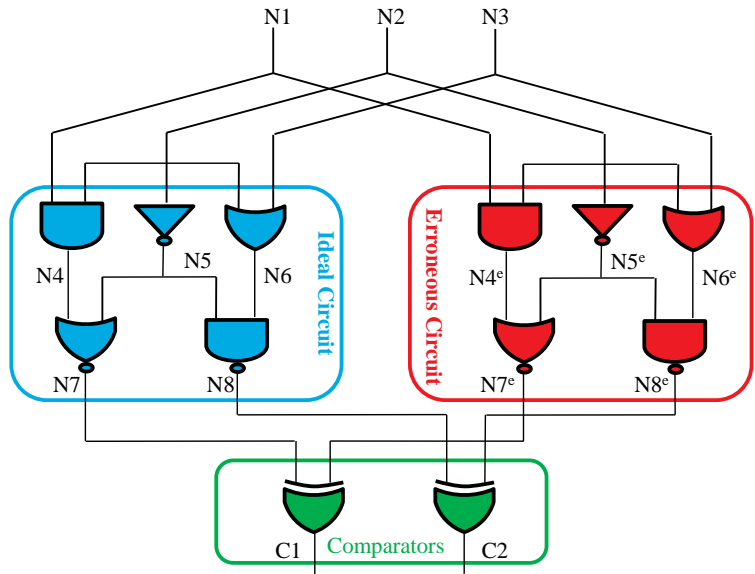 N1 N2 N3
Ideal Circuit
Erroneous Circuit
N4 N5 N6
N4ᵉ N5ᵉ N6ᵉ
N7 N8 N7ᵉ N8ᵉ
C1 Comparators C2